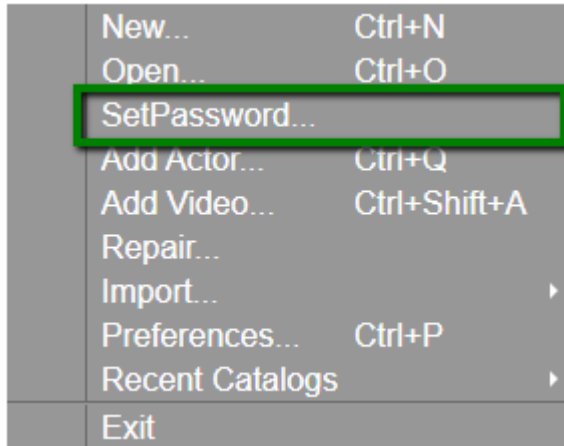 New... Ctrl+N
Open... Ctrl+O
SetPassword...
Add Actor... Ctrl+Q
Add Video... Ctrl+Shift+A
Repair...
Import...
Preferences... Ctrl+P
Recent Catalogs
Exit